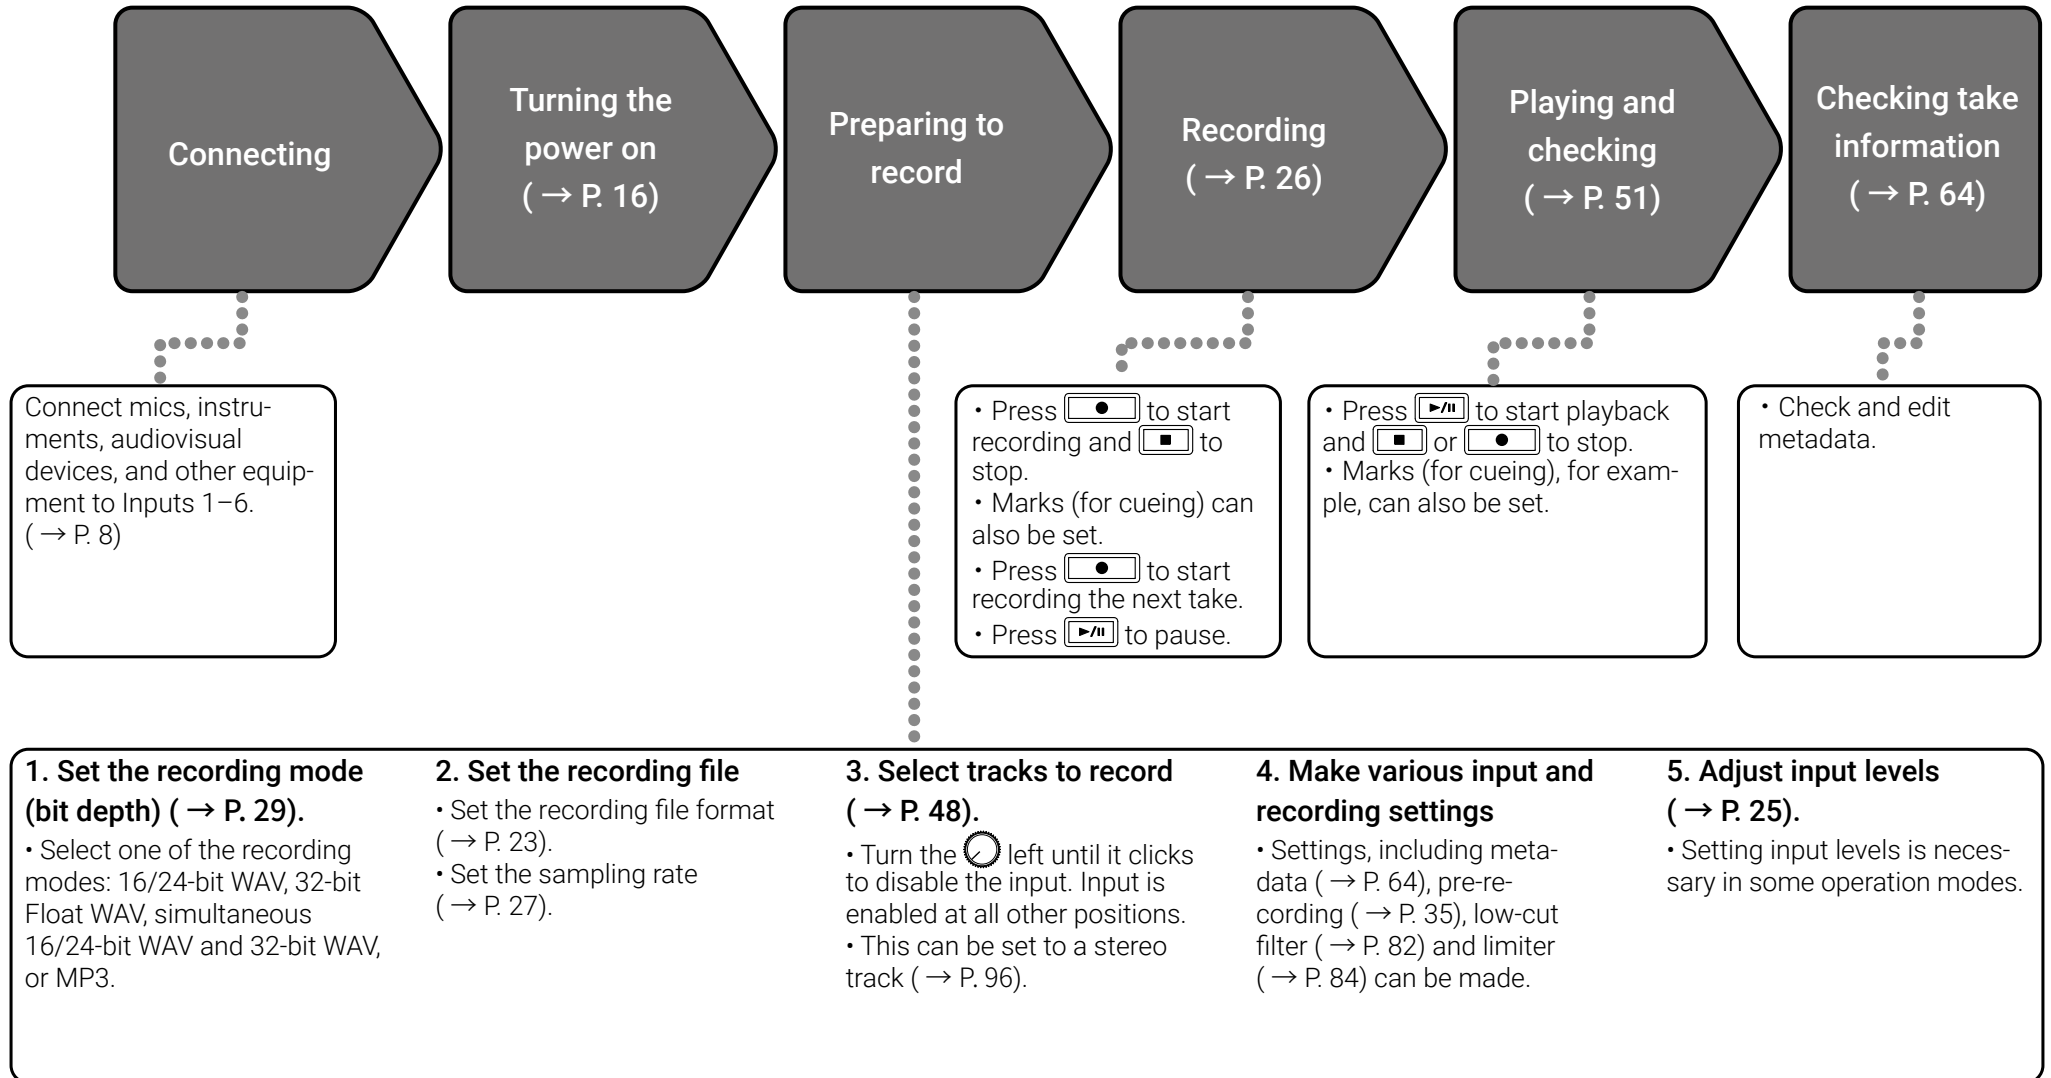 Connecting
Turning the
power on
( → P. 16)
Preparing to
record
Recording
( → P. 26)
Playing and
checking
( → P. 51)
Checking take
information
( → P. 64)
Connect mics, instru-
ments, audiovisual
devices, and other equip-
ment to Inputs 1–6.
( → P. 8)
・Press to start
recording and to
stop.
・Marks (for cueing) can
also be set.
・Press to start
recording the next take.
・Press to pause.
・Press to start playback
and or to stop.
・Marks (for cueing), for exam-
ple, can also be set.
・Check and edit
metadata.
1. Set the recording mode
(bit depth) ( → P. 29).
・Select one of the recording
modes: 16/24-bit WAV, 32-bit
Float WAV, simultaneous
16/24-bit WAV and 32-bit WAV,
or MP3.
2. Set the recording file
・Set the recording file format
( → P. 23).
・Set the sampling rate
( → P. 27).
3. Select tracks to record
( → P. 48).
・Turn the left until it clicks
to disable the input. Input is
enabled at all other positions.
・This can be set to a stereo
track ( → P. 96).
4. Make various input and
recording settings
・Settings, including meta-
data ( → P. 64), pre-re-
cording ( → P. 35), low-cut
filter ( → P. 82) and limiter
( → P. 84) can be made.
5. Adjust input levels
( → P. 25).
・Setting input levels is neces-
sary in some operation modes.